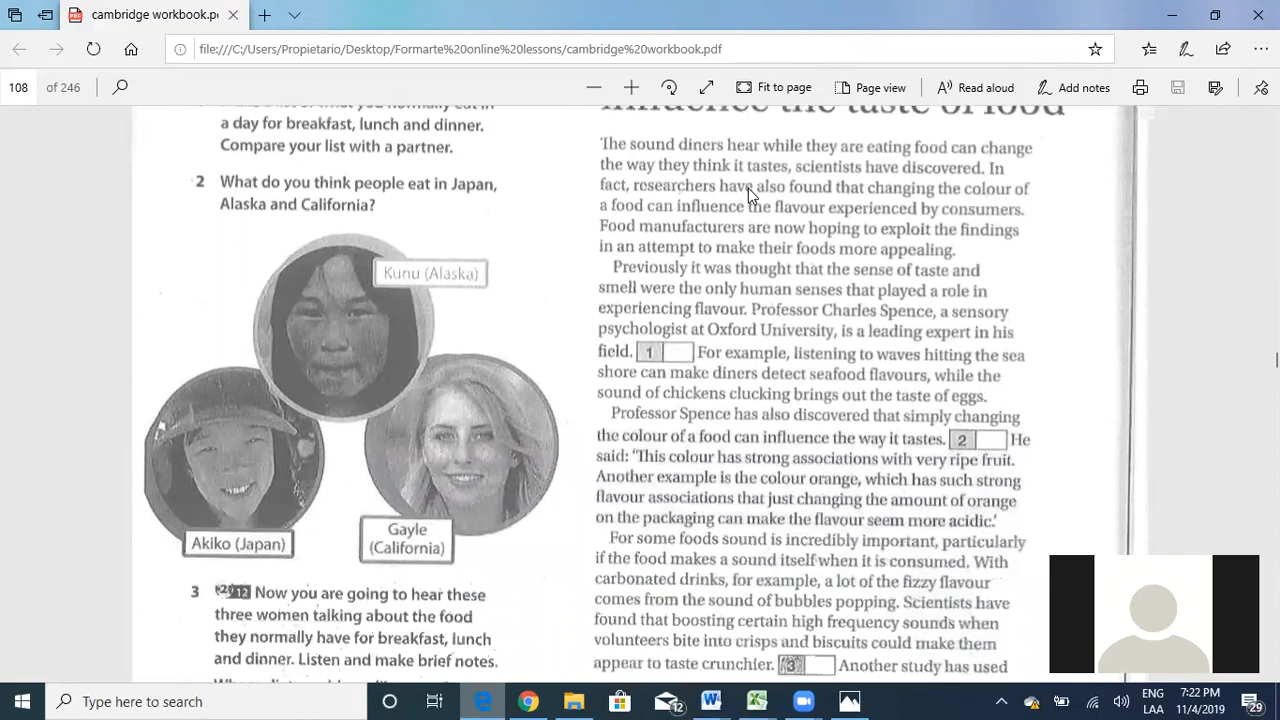 cambridge workbook.p
file:///C:/Users/Propietario/Desktop/Formarte%20online%20lessons/cambridge%20workbook.pdf
108 of 246
Fit to page
Page view
Read aloud
Add notes
a day for breakfast, lunch and dinner.
Compare your list with a partner.
2 What do you think people eat in Japan,
Alaska and California?
Kunu (Alaska)
Akiko (Japan)
Gayle
(California)
3 Now you are going to hear these
three women talking about the food
they normally have for breakfast, lunch
and dinner. Listen and make brief notes.
influence the taste of food
The sound diners hear while they are eating food can change
the way they think it tastes, scientists have discovered. In
fact, researchers have also found that changing the colour of
a food can influence the flavour experienced by consumers.
Food manufacturers are now hoping to exploit the findings
in an attempt to make their foods more appealing.
Previously it was thought that the sense of taste and
smell were the only human senses that played a role in
experiencing flavour. Professor Charles Spence, a sensory
psychologist at Oxford University, is a leading expert in his
field. 1 For example, listening to waves hitting the sea
shore can make diners detect seafood flavours, while the
sound of chickens clucking brings out the taste of eggs.
Professor Spence has also discovered that simply changing
the colour of a food can influence the way it tastes. 2 He
said: 'This colour has strong associations with very ripe fruit.
Another example is the colour orange, which has such strong
flavour associations that just changing the amount of orange
on the packaging can make the flavour seem more acidic.'
For some foods sound is incredibly important, particularly
if the food makes a sound itself when it is consumed. With
carbonated drinks, for example, a lot of the fizzy flavour
comes from the sound of bubbles popping. Scientists have
found that boosting certain high frequency sounds when
volunteers bite into crisps and biscuits could make them
appear to taste crunchier. 3 Another study has used
Type here to search
12
ENG
LAA
7:22 PM
11/4/2019
29